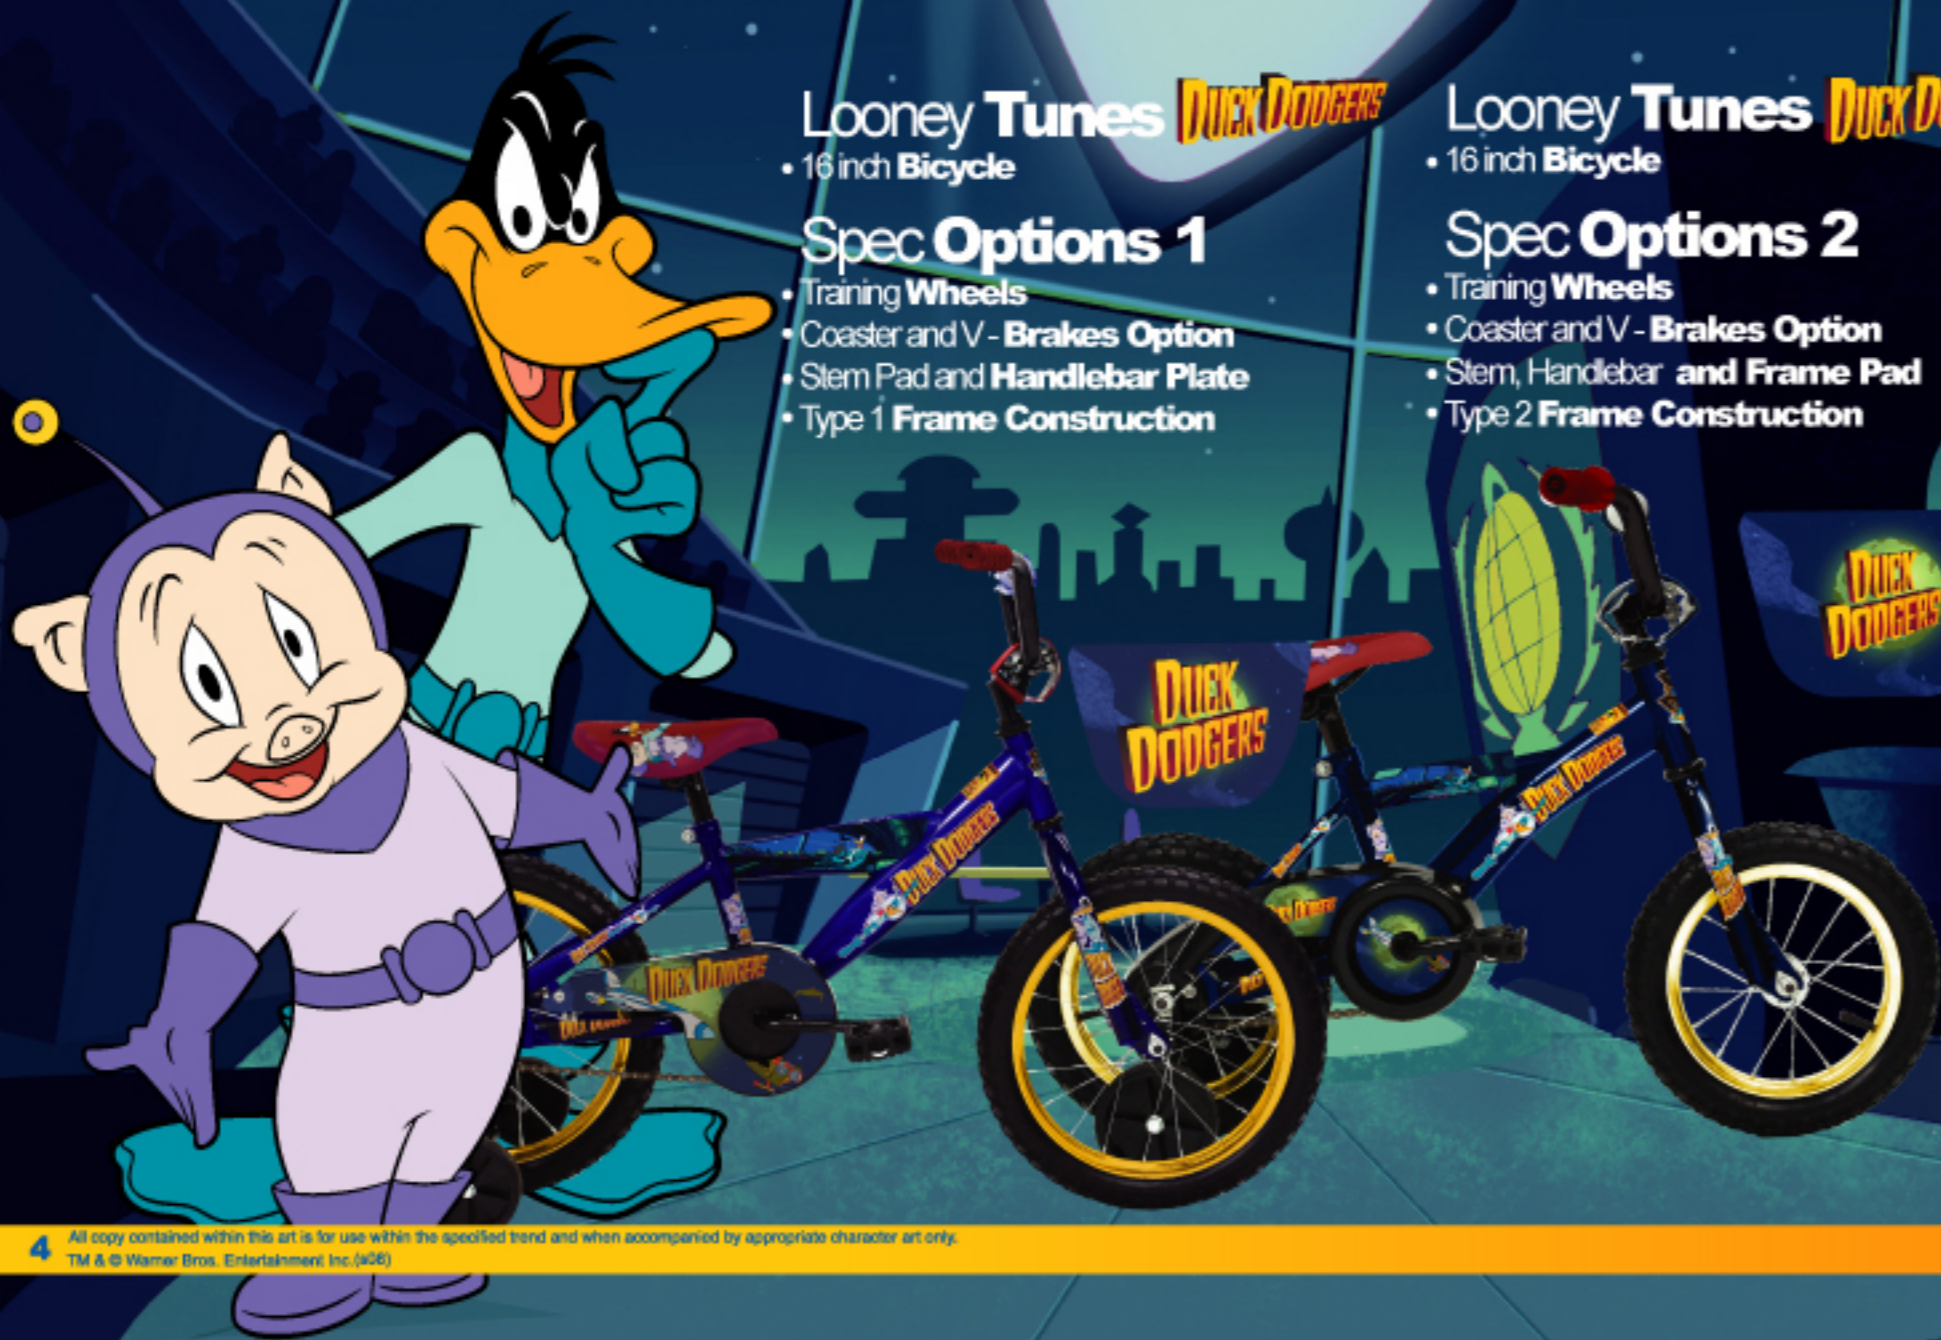 Looney Tunes DUCK DODGERS
• 16 inch Bicycle
Spec Options 1
• Training Wheels
• Coaster and V - Brakes Option
• Stem Pad and Handlebar Plate
• Type 1 Frame Construction
Looney Tunes DUCK D
• 16 inch Bicycle
Spec Options 2
• Training Wheels
• Coaster and V - Brakes Option
• Stem, Handlebar and Frame Pad
• Type 2 Frame Construction
DUCK
DODGERS
DUCK
DODGERS
DUCK DODGERS
DUCK DODGERS
DUCK DODGERS
DUCK DODGERS
4
All copy contained within this art is for use within the specified trend and when accompanied by appropriate character art only.
TM & © Warner Bros. Entertainment Inc.(s08)